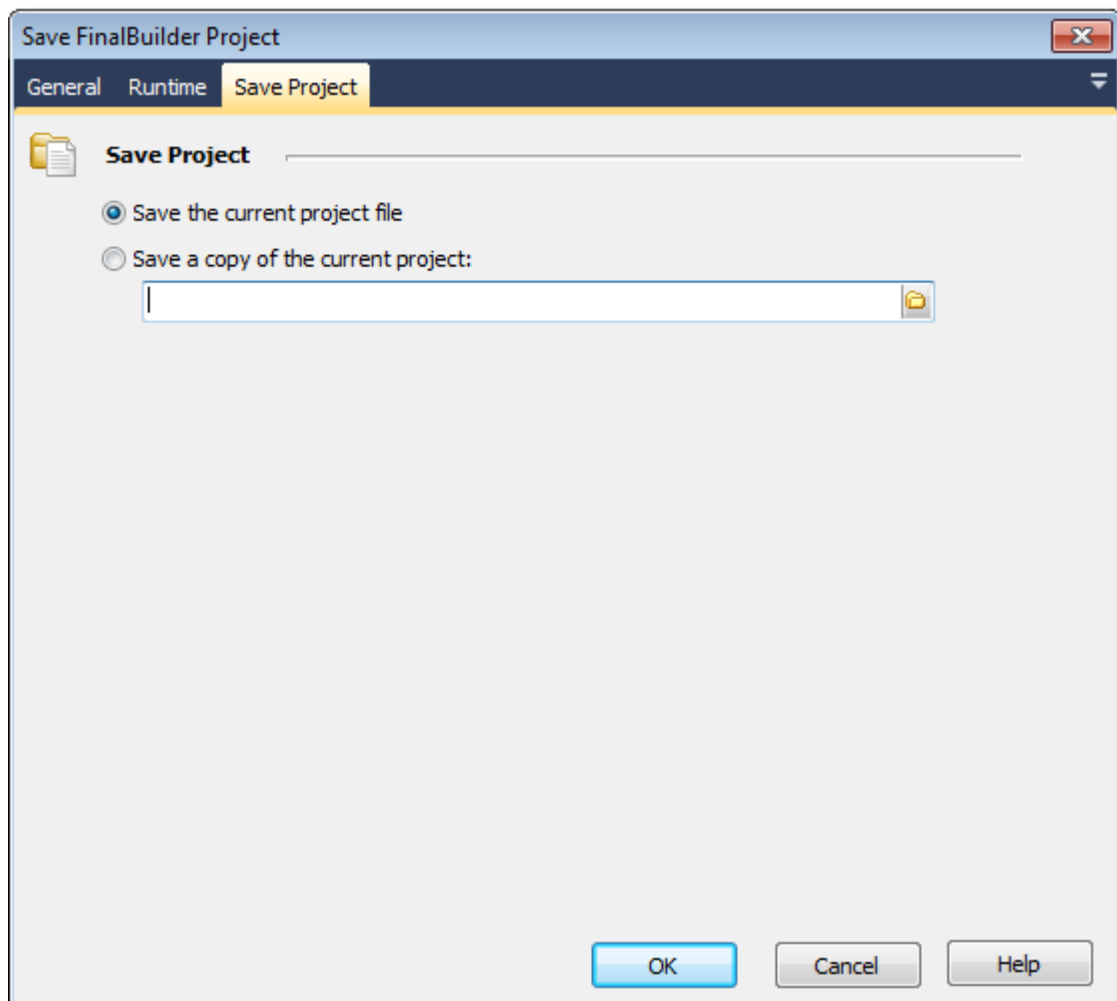 Save FinalBuilder Project
General Runtime Save Project
Save Project
Save the current project file
Save a copy of the current project:
OK Cancel Help